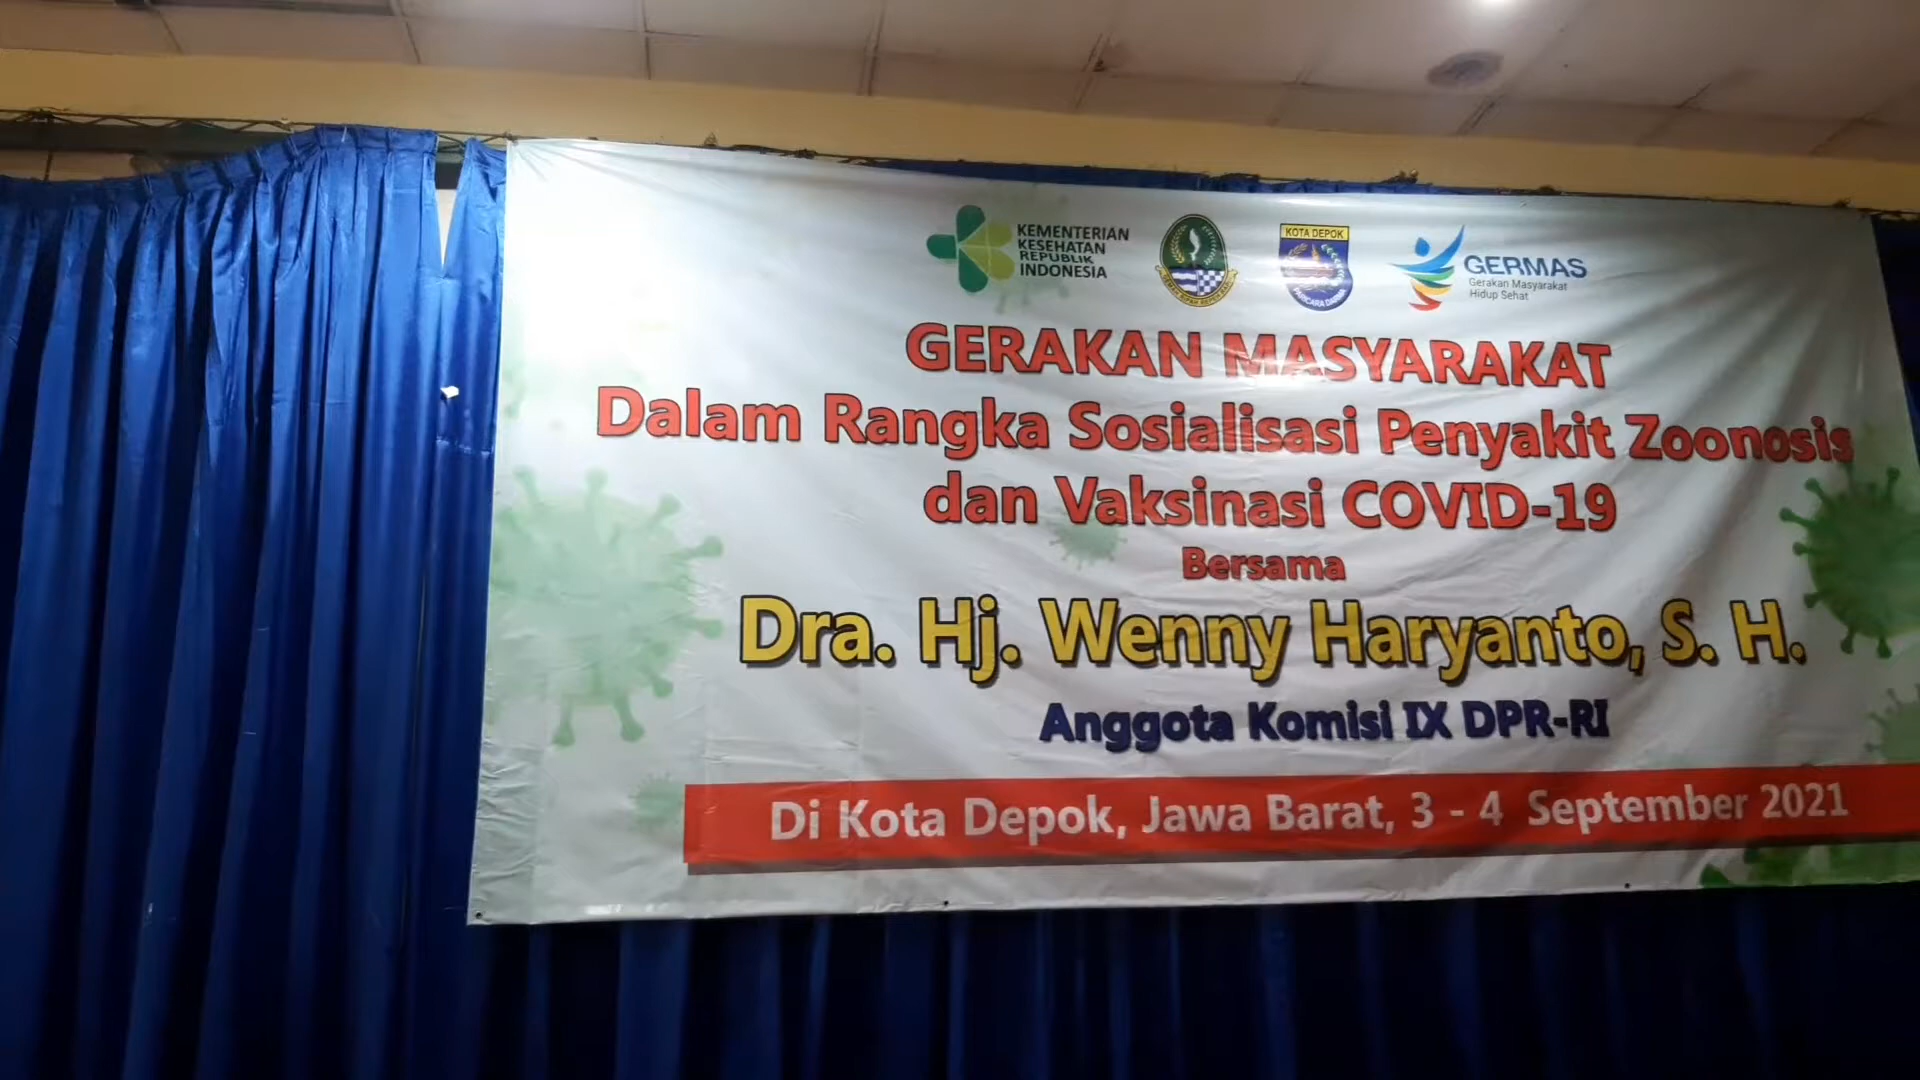 KEMENTERIAN
KESEHATAN
REPUBLIK
INDONESIA
KOTA DEPOK
PARICARA DARMA
GERMAS
Gerakan Masyarakat
Hidup Sehat
GERAKAN MASYARAKAT
Dalam Rangka Sosialisasi Penyakit Zoonosis
dan Vaksinasi COVID-19
Bersama
Dra. Hj. Wenny Haryanto, S. H.
Anggota Komisi IX DPR-RI
Di Kota Depok, Jawa Barat, 3 - 4 September 2021